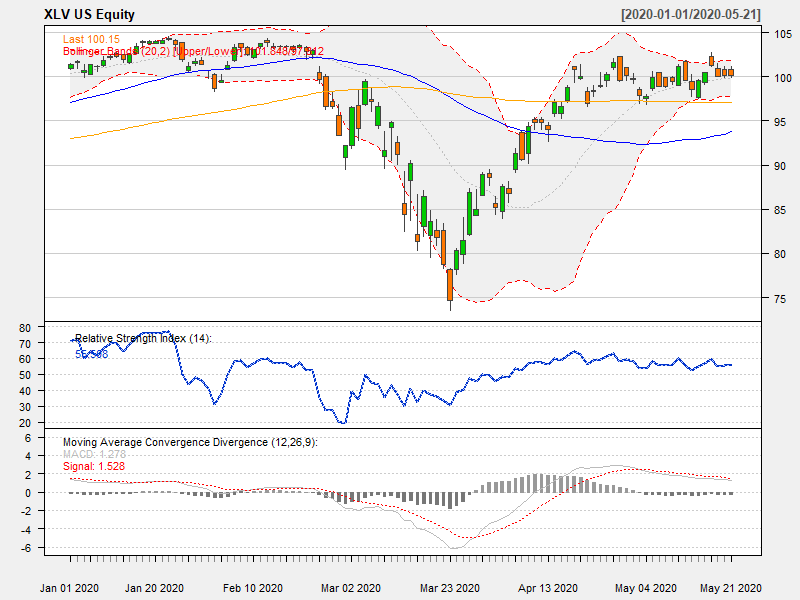 XLV US Equity [2020-01-01/2020-05-21]
Last 100.15
Bollinger Bands (20,2) [Upper/Lower]: 101.848/97.812
105
100
95
90
85
80
75
Relative Strength Index (14):
80
70
60
50
40
30
20
Moving Average Convergence Divergence (12,26,9):
MACD: 1.278
Signal: 1.528
6
4
2
0
-2
-4
-6
Jan 01 2020 Jan 20 2020 Feb 10 2020 Mar 02 2020 Mar 23 2020 Apr 13 2020 May 04 2020 May 21 2020